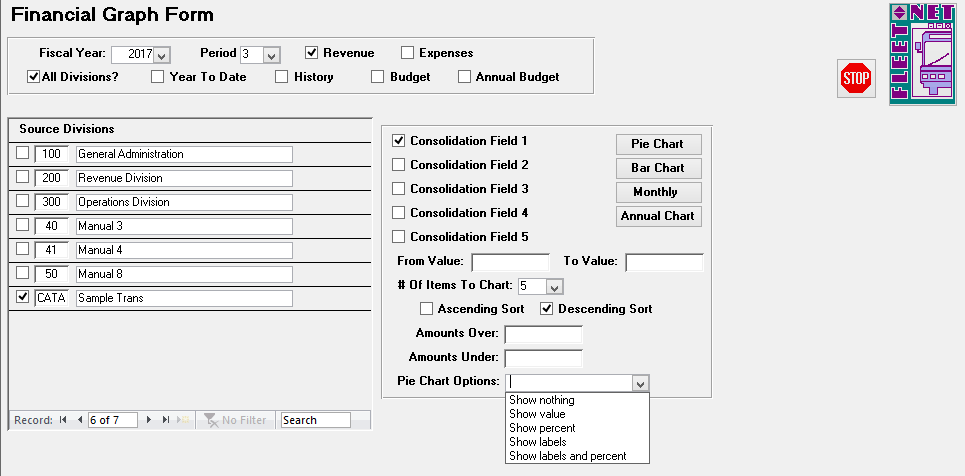 Financial Graph Form
FLEET NET
Fiscal Year: 2017 Period 3 Revenue Expenses
All Divisions? Year To Date History Budget Annual Budget
STOP
Source Divisions
100 General Administration
200 Revenue Division
300 Operations Division
40 Manual 3
41 Manual 4
50 Manual 8
CATA Sample Trans
Record: 6 of 7 No Filter Search
Consolidation Field 1 Pie Chart
Consolidation Field 2 Bar Chart
Consolidation Field 3 Monthly
Consolidation Field 4 Annual Chart
Consolidation Field 5
From Value: To Value:
# Of Items To Chart: 5
Ascending Sort Descending Sort
Amounts Over:
Amounts Under:
Pie Chart Options:
Show nothing
Show value
Show percent
Show labels
Show labels and percent